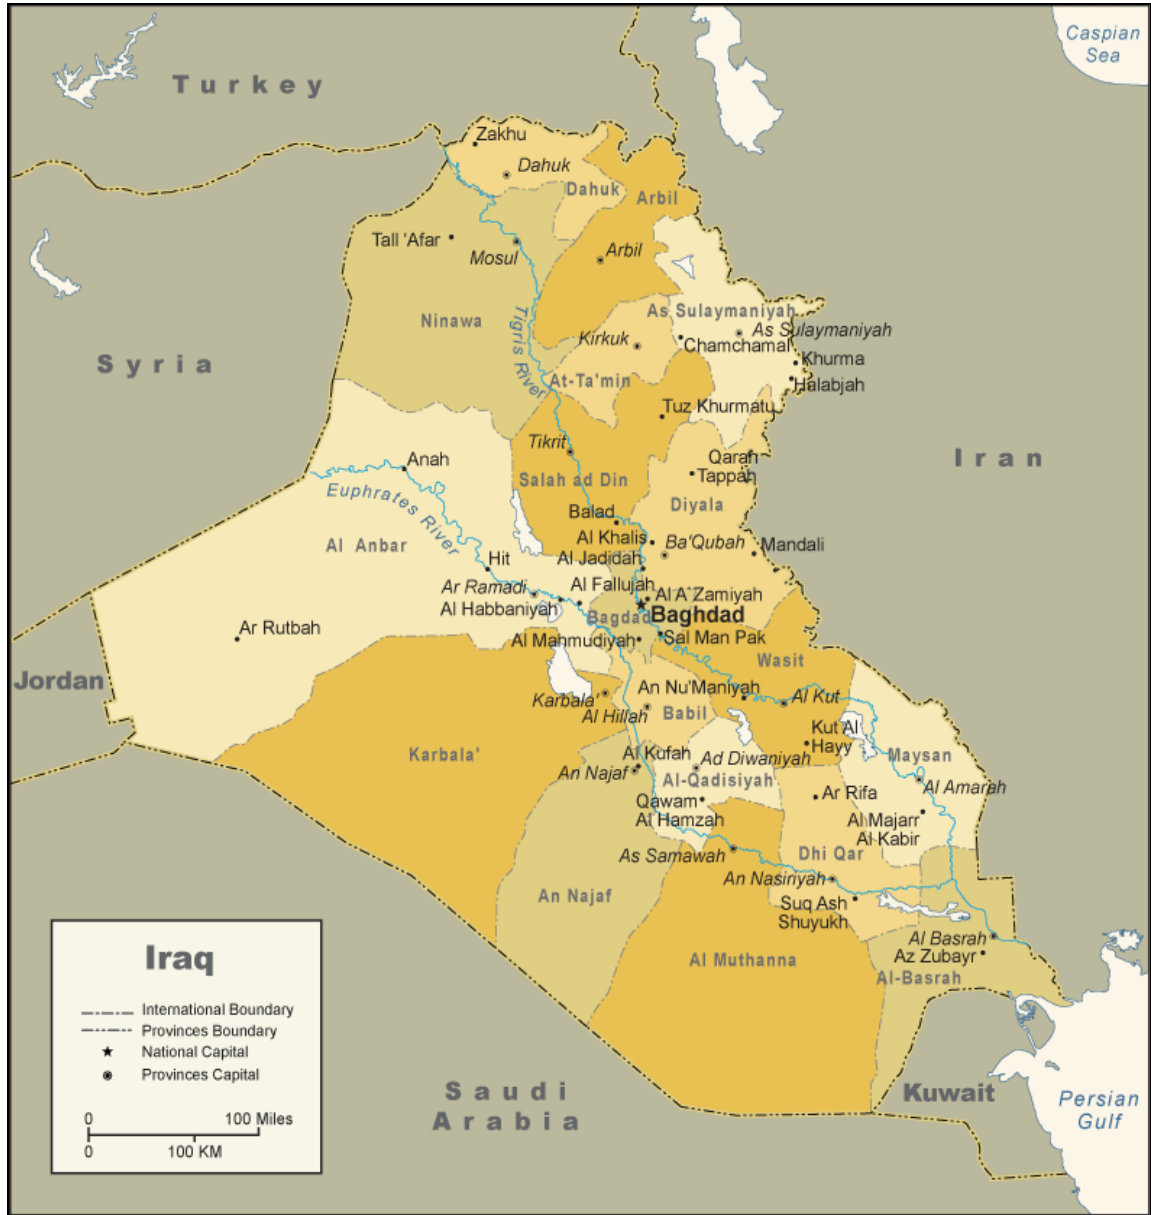 Caspian
Sea
Turkey
Zakhu
Dahuk
Dahuk
Arbil
Tall 'Afar
Mosul
Arbil
Ninawa
Tigris River
As Sulaymaniyah
As Sulaymaniyah
Kirkuk
Chamchamal
Khurma
Halabjah
Syria
At-Ta'min
Tuz Khurmatu
Tikrit
Anah
Qarah
Tappah
Iran
Euphrates River
Salah ad Din
Diyala
Balad
Al Anbar
Al Khalis
Ba'Qubah
Mandali
Hit
Al Jadidah
Ar Ramadi
Al Fallujah
Al A'Zamiyah
Al Habbaniyah
Bagdad
Baghdad
Ar Rutbah
Al Mahmudiyah
Sal Man Pak
Wasit
Jordan
Karbala'
An Nu'Maniyah
Al Kut
Al Hillah
Babil
Kut Al
Hayy
Karbala'
Al Kufah
Ad Diwaniyah
Maysan
An Najaf
Al-Qadisiyah
Al Amarah
Qawam
Al Hamzah
Ar Rifa
Al Majarr
Al Kabir
As Samawah
Dhi Qar
An Nasiriyah
An Najaf
Suq Ash
Shuyukh
Al Basrah
Az Zubayr
Al Muthanna
Al-Basrah
Iraq
International Boundary
Provinces Boundary
National Capital
Provinces Capital
0
100 Miles
0
100 KM
Saudi
Arabia
Kuwait
Persian
Gulf